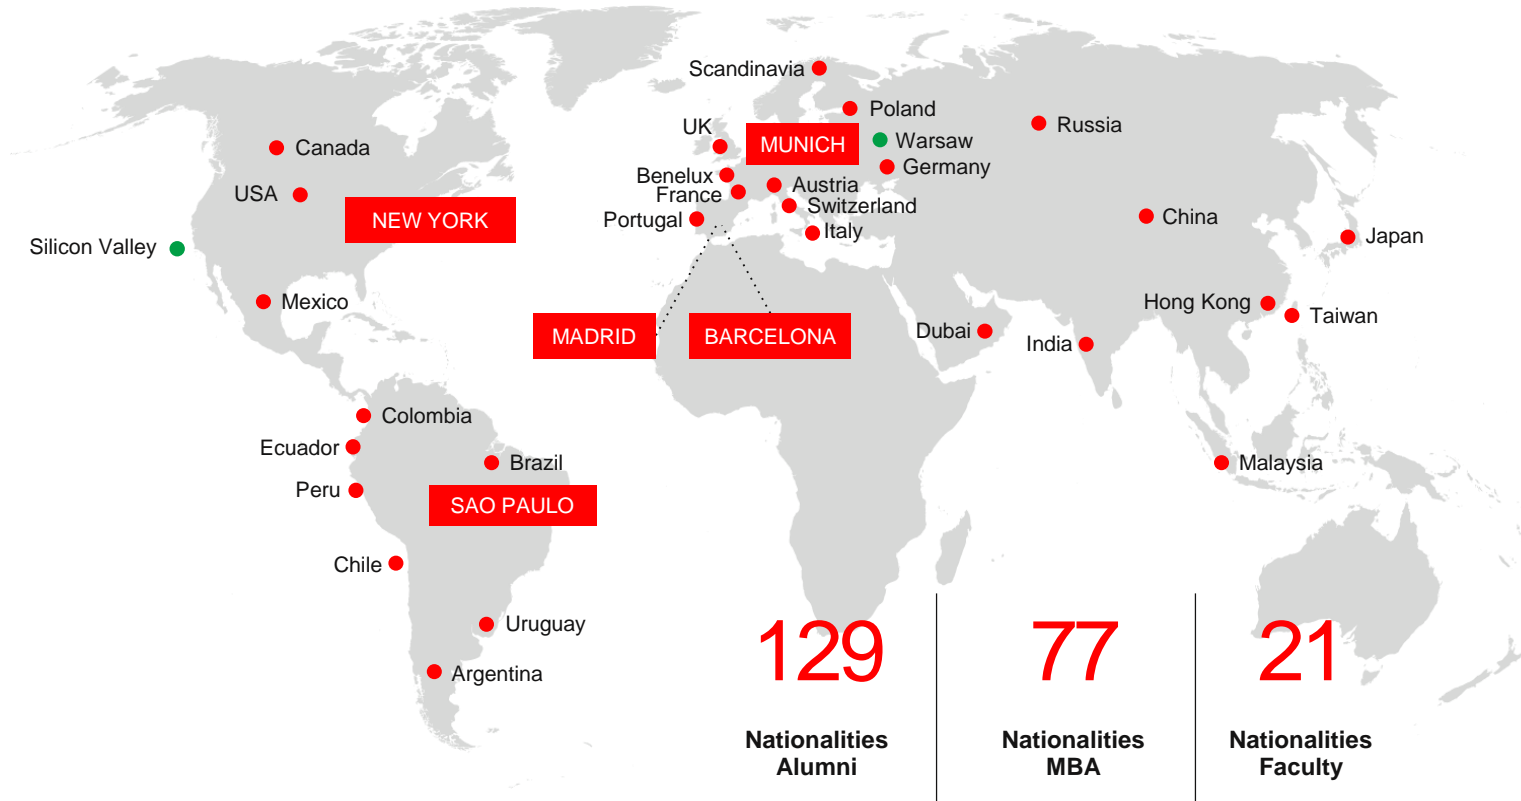 Scandinavia
Poland
UK
MUNICH
Warsaw
Russia
Canada
Germany
Benelux
Austria
USA
France
Switzerland
NEW YORK
Portugal
Italy
China
Japan
Silicon Valley
Mexico
Hong Kong
Taiwan
MADRID
BARCELONA
Dubai
India
Colombia
Ecuador
Brazil
Malaysia
Peru
SAO PAULO
Chile
Uruguay
Argentina
129
Nationalities
Alumni
77
Nationalities
MBA
21
Nationalities
Faculty